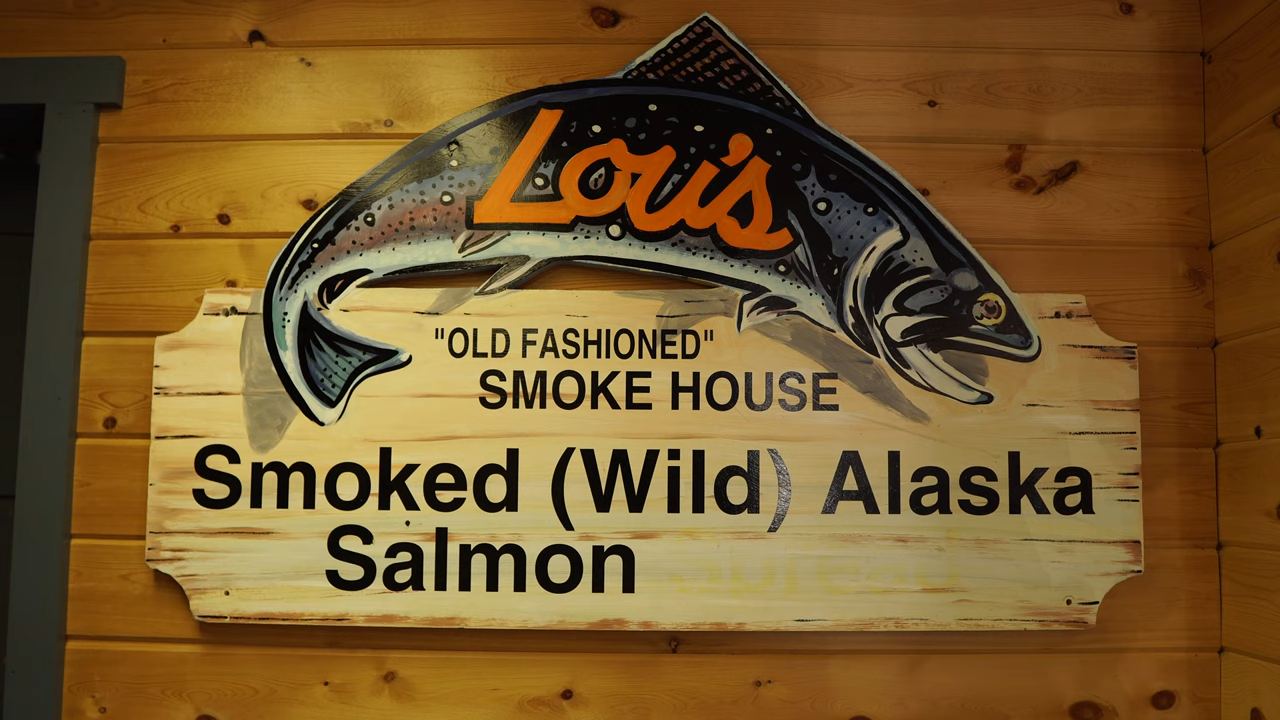 Lou's
"OLD FASHIONED"
SMOKE HOUSE
Smoked (Wild) Alaska
Salmon